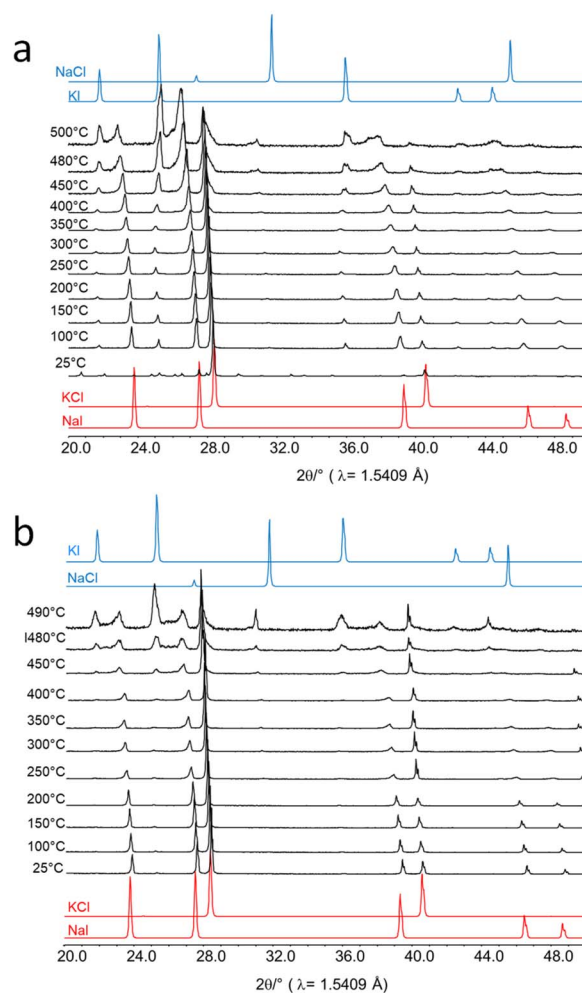 a
NaCl
KI
500°C
480°C
450°C
400°C
350°C
300°C
250°C
200°C
150°C
100°C
25°C
KCl
NaI
20.0 24.0 28.0 32.0 36.0 40.0 44.0 48.0
2θ/° ( λ= 1.5409 Å)
b
KI
NaCl
490°C
I480°C
450°C
400°C
350°C
300°C
250°C
200°C
150°C
100°C
25°C
KCl
NaI
20.0 24.0 28.0 32.0 36.0 40.0 44.0 48.0
2θ/° ( λ= 1.5409 Å)